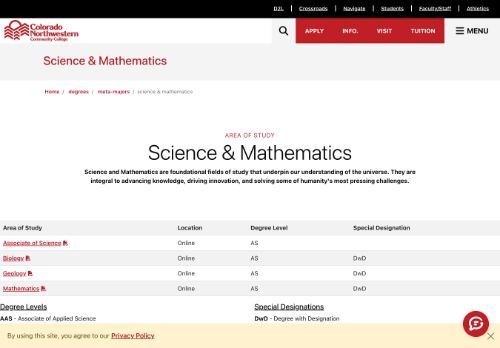 D2L Crossroads Navigate Students Faculty/Staff Athletics
Colorado
Northwestern
Community College
APPLY INFO. VISIT TUITION MENU
Science & Mathematics
Home / degrees / meta-majors / science & mathematics
AREA OF STUDY
Science & Mathematics
Science and Mathematics are foundational fields of study that underpin our understanding of the universe. They are
integral to advancing knowledge, driving innovation, and solving some of humanity's most pressing challenges.
Area of Study Location Degree Level Special Designation
Associate of Science Online AS
Biology Online AS DwD
Geology Online AS DwD
Mathematics Online AS DwD
Degree Levels Special Designations
AAS - Associate of Applied Science DwD - Degree with Designation
By using this site, you agree to our Privacy Policy